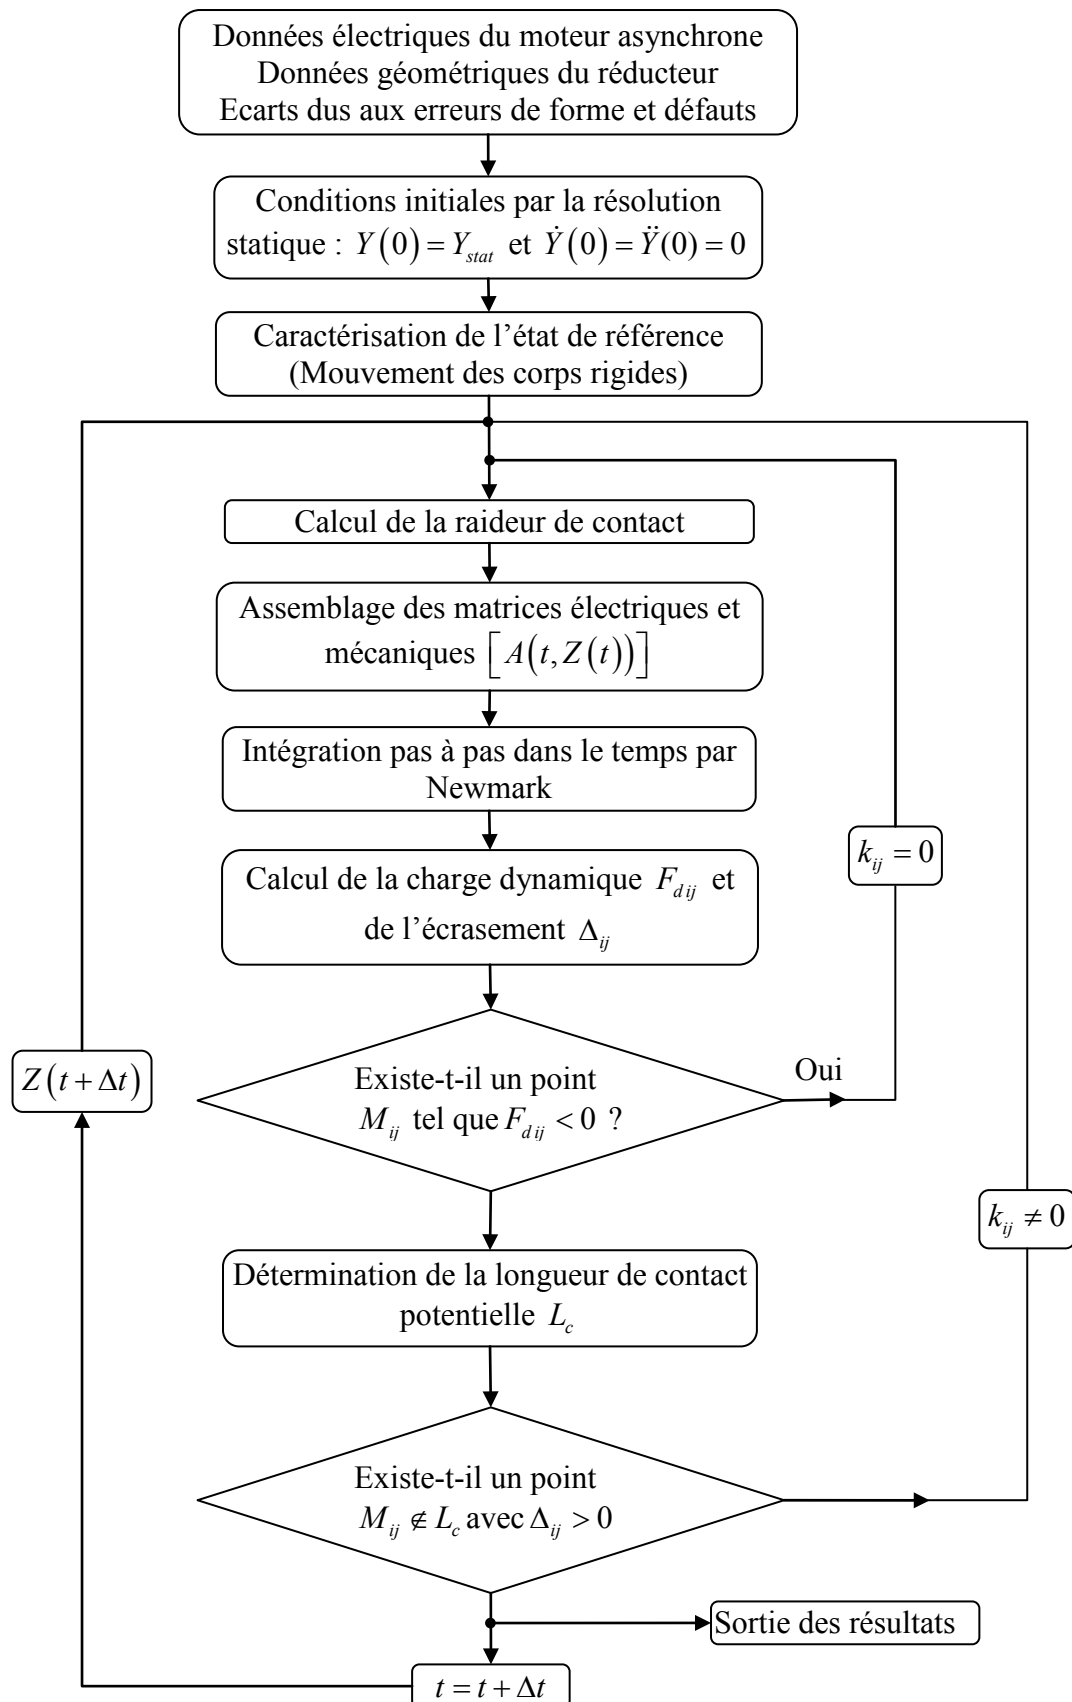 Données électriques du moteur asynchrone
Données géométriques du réducteur
Ecarts dus aux erreurs de forme et défauts
Conditions initiales par la résolution
statique : Y(0) = Y_stat et Ẏ(0) = Ÿ(0) = 0
Caractérisation de l’état de référence
(Mouvement des corps rigides)
Calcul de la raideur de contact
Assemblage des matrices électriques et
mécaniques [A(t, Z(t))]
Intégration pas à pas dans le temps par
Newmark
k_ij = 0
Calcul de la charge dynamique F_dij et
de l’écrasement Δ_ij
Z(t + Δt)
Existe-t-il un point
M_ij tel que F_dij < 0 ?
Oui
k_ij ≠ 0
Détermination de la longueur de contact
potentielle L_c
Existe-t-il un point
M_ij ∉ L_c avec Δ_ij > 0
Sortie des résultats
t = t + Δt